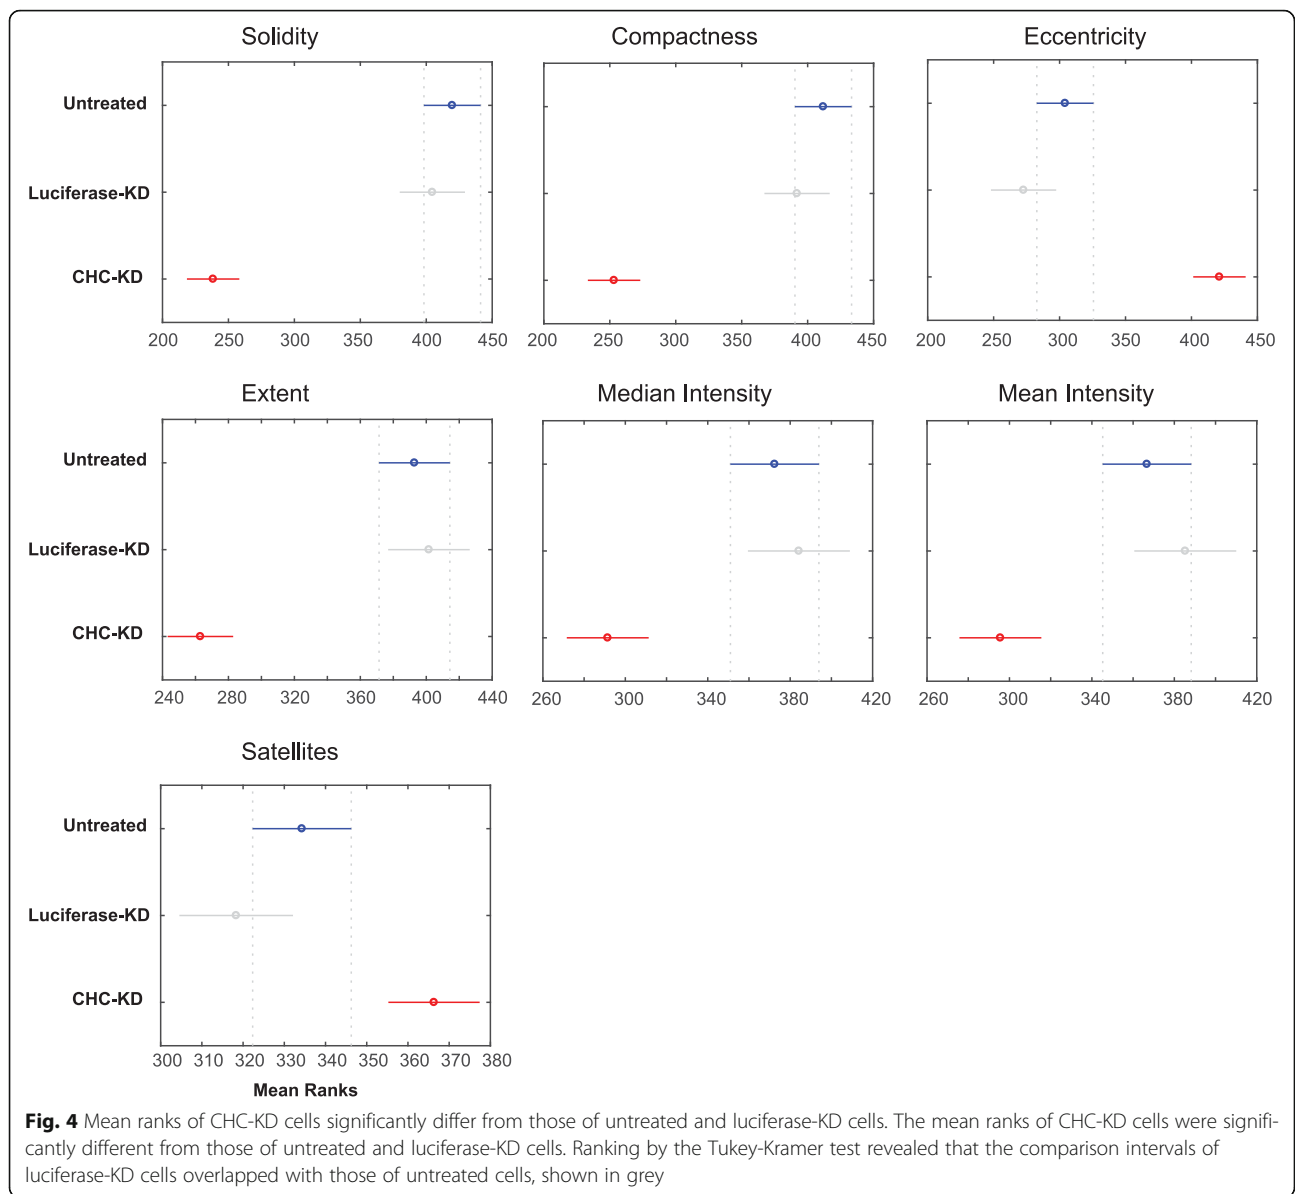 Solidity
Compactness
Eccentricity
Untreated
Luciferase-KD
CHC-KD
200 250 300 350 400 450
200 250 300 350 400 450
200 250 300 350 400 450
Extent
Median Intensity
Mean Intensity
Untreated
Luciferase-KD
CHC-KD
240 280 320 360 400 440
260 300 340 380 420
260 300 340 380 420
Satellites
Untreated
Luciferase-KD
CHC-KD
300 310 320 330 340 350 360 370 380
Mean Ranks
Fig. 4 Mean ranks of CHC-KD cells significantly differ from those of untreated and luciferase-KD cells. The mean ranks of CHC-KD cells were signifi-
cantly different from those of untreated and luciferase-KD cells. Ranking by the Tukey-Kramer test revealed that the comparison intervals of
luciferase-KD cells overlapped with those of untreated cells, shown in grey